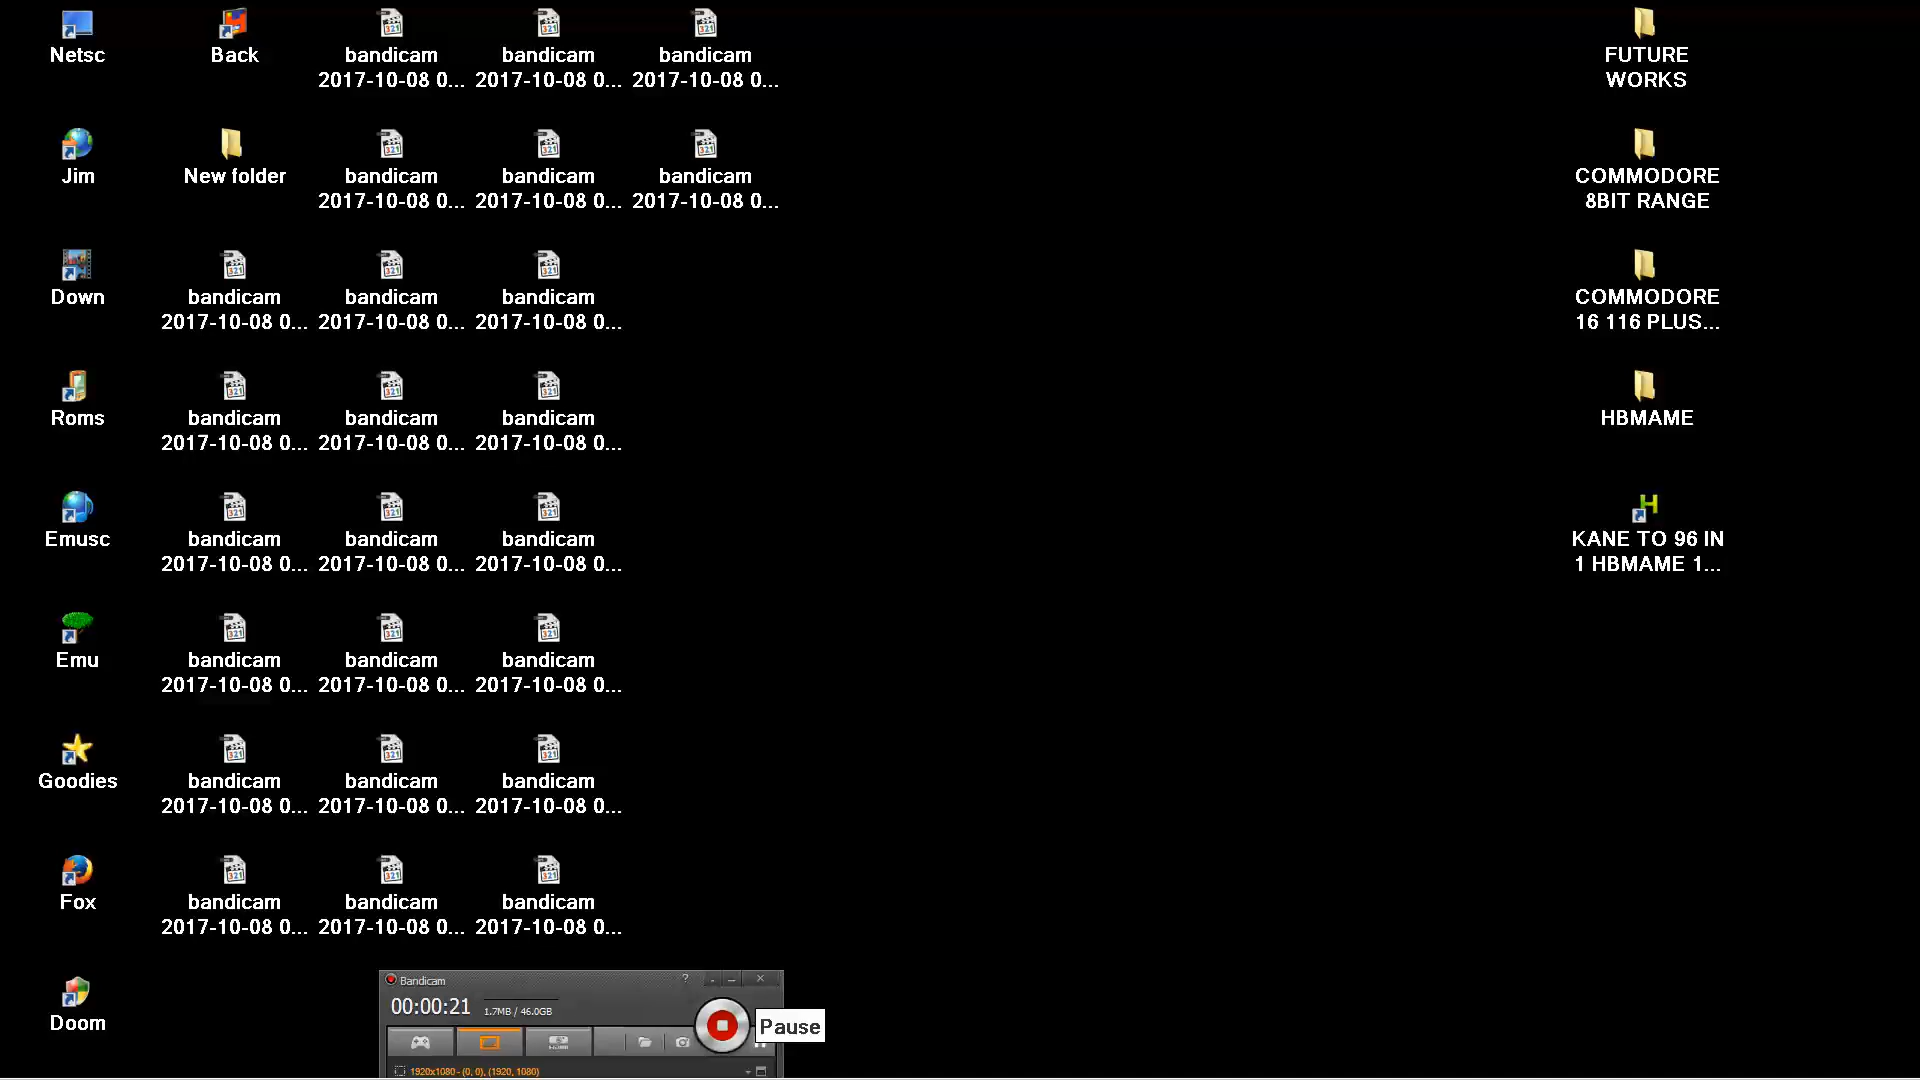 Netsc
Back
bandicam
2017-10-08 0...
bandicam
2017-10-08 0...
bandicam
2017-10-08 0...
FUTURE
WORKS
Jim
New folder
bandicam
2017-10-08 0...
bandicam
2017-10-08 0...
bandicam
2017-10-08 0...
COMMODORE
8BIT RANGE
Down
bandicam
2017-10-08 0...
bandicam
2017-10-08 0...
bandicam
2017-10-08 0...
COMMODORE
16 116 PLUS...
Roms
bandicam
2017-10-08 0...
bandicam
2017-10-08 0...
bandicam
2017-10-08 0...
HBMAME
Emusc
bandicam
2017-10-08 0...
bandicam
2017-10-08 0...
bandicam
2017-10-08 0...
KANE TO 96 IN
1 HBMAME 1...
Emu
bandicam
2017-10-08 0...
bandicam
2017-10-08 0...
bandicam
2017-10-08 0...
Goodies
bandicam
2017-10-08 0...
bandicam
2017-10-08 0...
bandicam
2017-10-08 0...
Fox
bandicam
2017-10-08 0...
bandicam
2017-10-08 0...
bandicam
2017-10-08 0...
Doom
Bandicam
00:00:21
1.7MB / 46.0GB
Pause
1920x1080 - (0, 0), (1920, 1080)